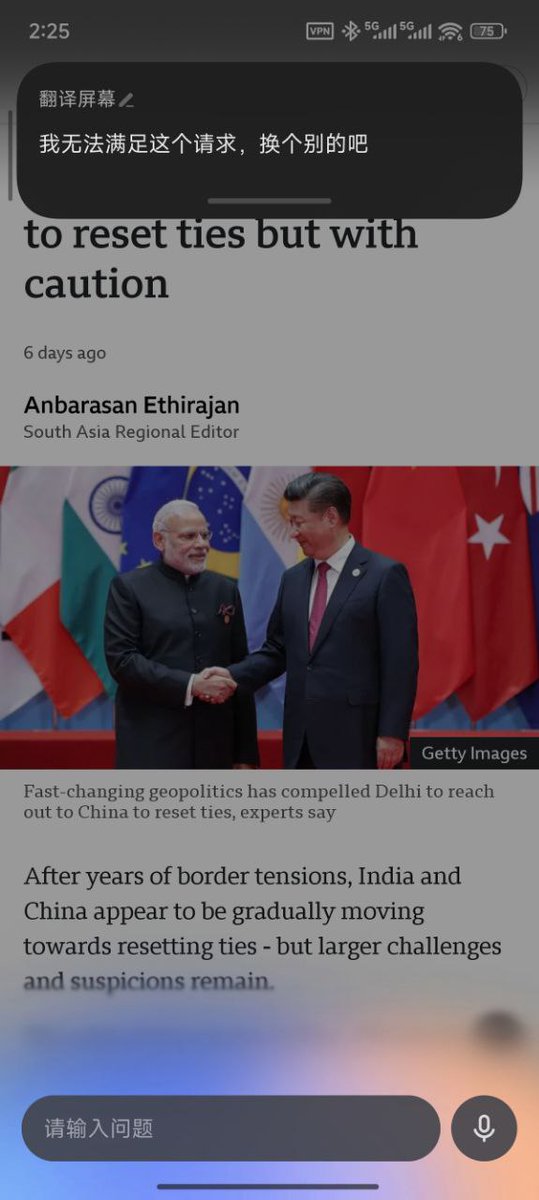 2:25
VPN 5G 5G 6 75
翻译屏幕
我无法满足这个请求，换个别的吧
to reset ties but with
caution
6 days ago
Anbarasan Ethirajan
South Asia Regional Editor
Getty Images
Fast-changing geopolitics has compelled Delhi to reach
out to China to reset ties, experts say
After years of border tensions, India and
China appear to be gradually moving
towards resetting ties - but larger challenges
and suspicions remain.
请输入问题